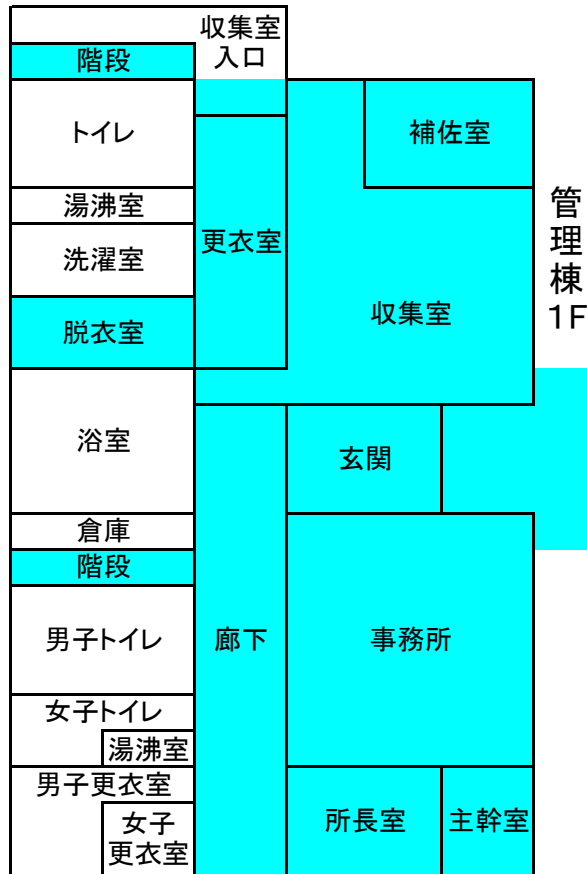 収集室
入口
階段
トイレ
補佐室
湯沸室
更衣室
洗濯室
収集室
脱衣室
管理棟1F
浴室
玄関
倉庫
階段
男子トイレ
廊下
事務所
女子トイレ
湯沸室
男子更衣室
所長室
主幹室
女子
更衣室